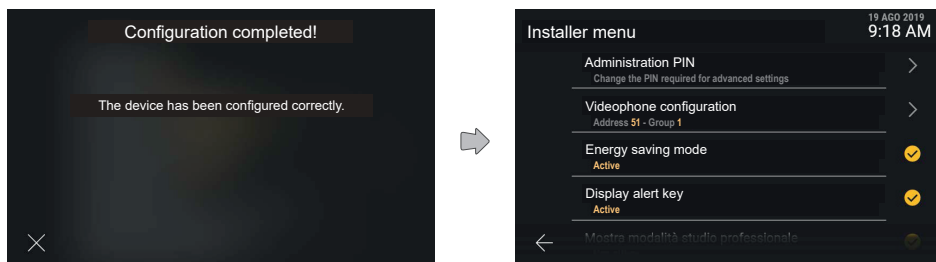 Configuration completed!
The device has been configured correctly.
19 AGO 2019
9:18 AM
Installer menu
Administration PIN
Change the PIN required for advanced settings
Videophone configuration
Address 51 - Group 1
Energy saving mode
Active
Display alert key
Active
Mostra modalità studio professionale